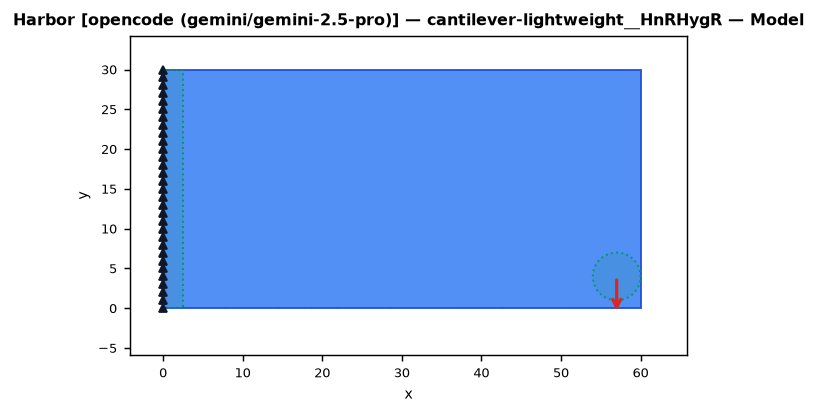 Harbor [opencode (gemini/gemini-2.5-pro)] — cantilever-lightweight__HnRHygR — Model
30
25
20
15
10
5
0
−5
y
0 10 20 30 40 50 60
x